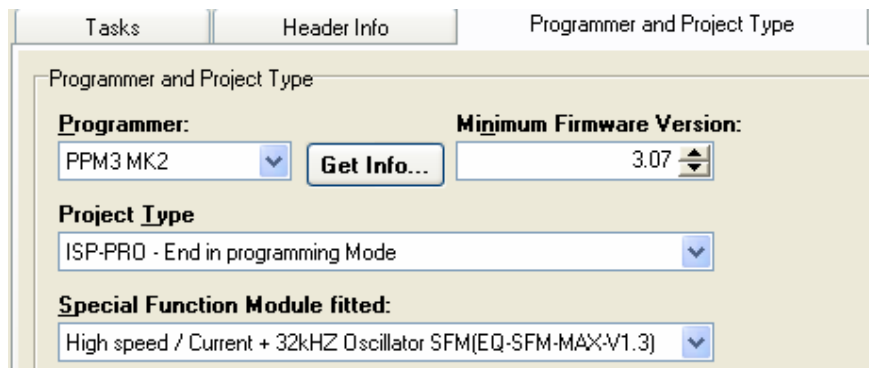 Tasks Header Info Programmer and Project Type
Programmer and Project Type
Programmer: Minimum Firmware Version:
PPM3 MK2 Get Info... 3.07
Project Type
ISP-PRO - End in programming Mode
Special Function Module fitted:
High speed / Current + 32kHZ Oscillator SFM(EQ-SFM-MAX-V1.3)